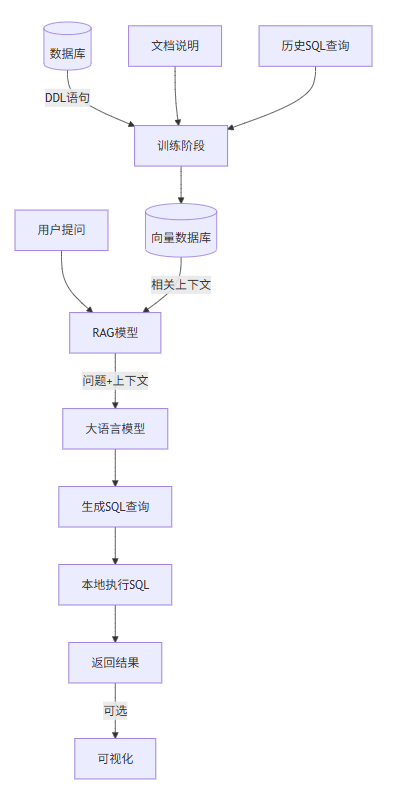 数据库
文档说明
历史SQL查询
DDL语句
训练阶段
用户提问
向量数据库
相关上下文
RAG模型
问题+上下文
大语言模型
生成SQL查询
本地执行SQL
返回结果
可选
可视化